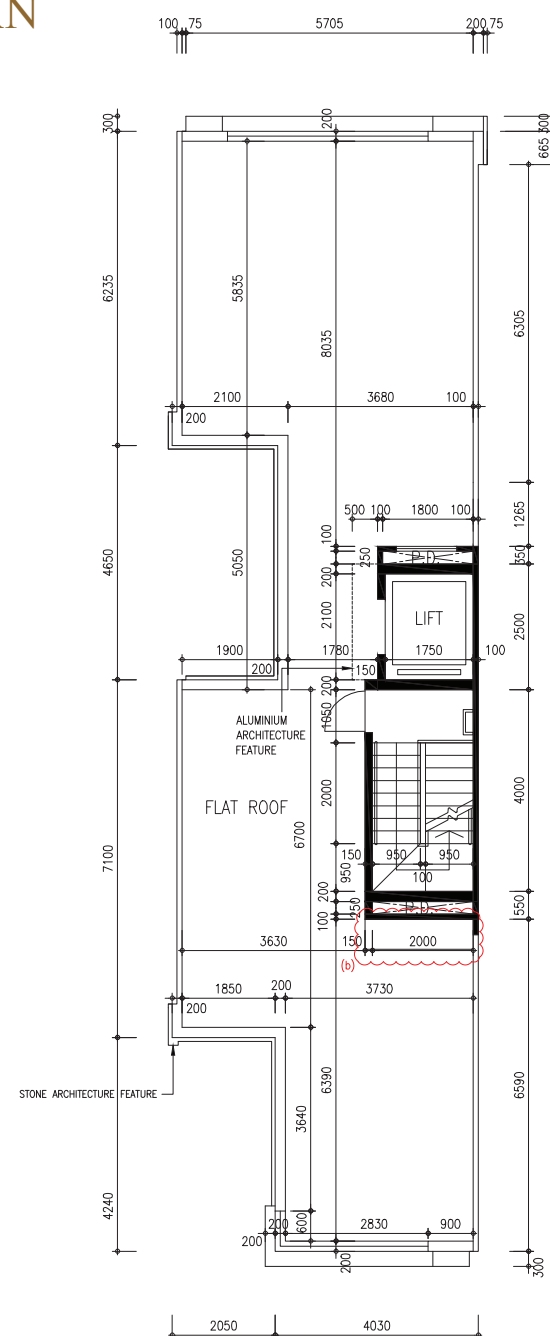 AN
100 75 5705 200 75
300 200 300
665
6235 5835 8035 6305
2100 3680 100
200
500 100 1800 100
1265
100 250 P.D. 350
4650 5050 200 2100 LIFT 2500
1900 1780 1750 100
200 150 200
ALUMINIUM
ARCHITECTURE
FEATURE
1050
FLAT ROOF
2000 4000
6700
7100
150 950 950
950 100
200 250 P.D. 550
100
3630 150 2000
(b)
1850 200 3730
200
STONE ARCHITECTURE FEATURE
6390 6590
3640
4240
600
200 2830 900
200 200 300
2050 4030